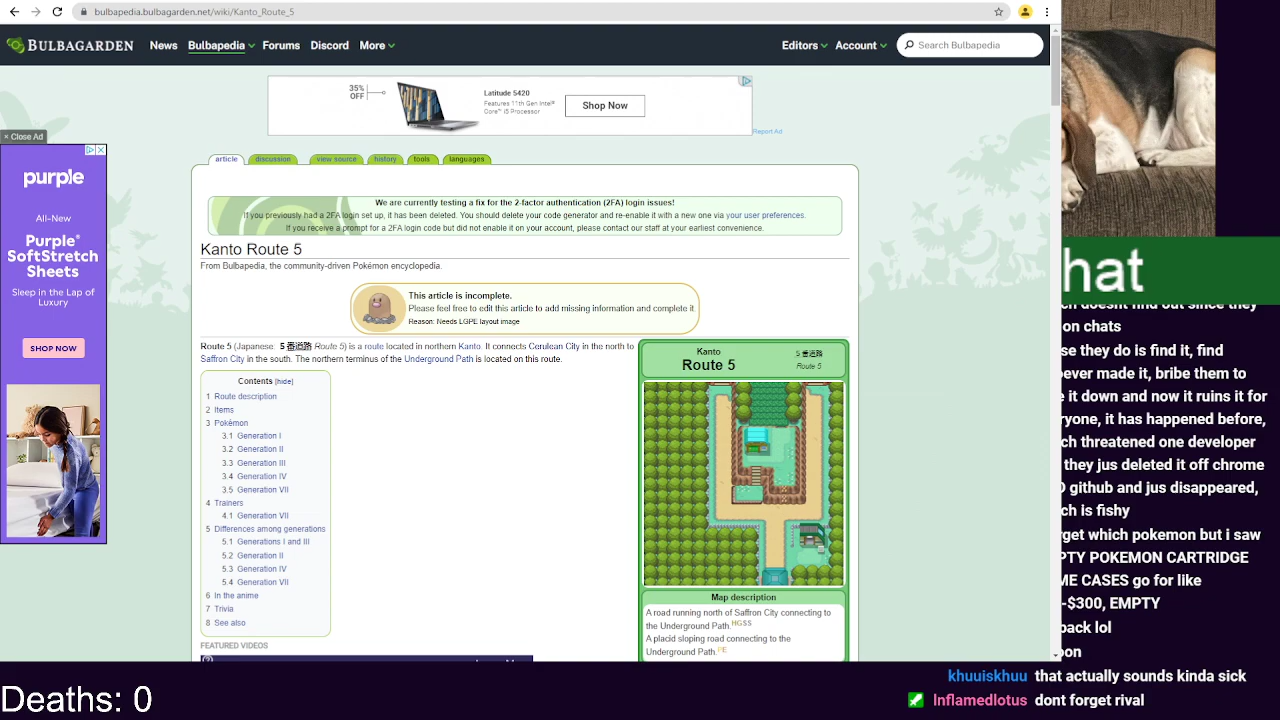 bulbapedia.bulbagarden.net/wiki/Kanto_Route_5
BULBAGARDEN
News
Bulbapedia
Forums
Discord
More
Editors
Account
Search Bulbapedia
35%
OFF
Latitude 5420
Features 11th Gen Intel®
Core™ i5 Processor
Shop Now
Report Ad
× Close Ad
purple
All-New
Purple®
SoftStretch
Sheets
Sleep in the Lap of
Luxury
SHOP NOW
article
discussion
view source
history
tools
languages
We are currently testing a fix for the 2-factor authentication (2FA) login issues!
If you previously had a 2FA login set up, it has been deleted. You should delete your code generator and re-enable it with a new one via your user preferences.
If you receive a prompt for a 2FA login code but did not enable it on your account, please contact our staff at your earliest convenience.
Kanto Route 5
From Bulbapedia, the community-driven Pokémon encyclopedia.
This article is incomplete.
Please feel free to edit this article to add missing information and complete it.
Reason: Needs LGPE layout image
Route 5 (Japanese: 5 番道路 Route 5) is a route located in northern Kanto. It connects Cerulean City in the north to
Saffron City in the south. The northern terminus of the Underground Path is located on this route.
Contents [hide]
1 Route description
2 Items
3 Pokémon
3.1 Generation I
3.2 Generation II
3.3 Generation III
3.4 Generation IV
3.5 Generation VII
4 Trainers
4.1 Generation VII
5 Differences among generations
5.1 Generations I and III
5.2 Generation II
5.3 Generation IV
5.4 Generation VII
6 In the anime
7 Trivia
8 See also
FEATURED VIDEOS
Kanto
Route 5
5 番道路
Route 5
Map description
A road running north of Saffron City connecting to
the Underground Path.HGSS
A placid sloping road connecting to the
Underground Path.PE
hat
ch doesnt find out since they
on chats
se they do find it, find
ever made it, bribe them to
e it down and now it ruins it for
ryone, it has happened before,
ch threatened one developer
they jus deleted it off chrome
github and jus disappeared,
ch is fishy
rget which pokemon but i saw
PTY POKEMON CARTRIDGE
ME CASES go for like
-$300, EMPTY
back lol
oon
khuuiskhuu that actually sounds kinda sick
Inflamedlotus dont forget rival
Deaths: 0